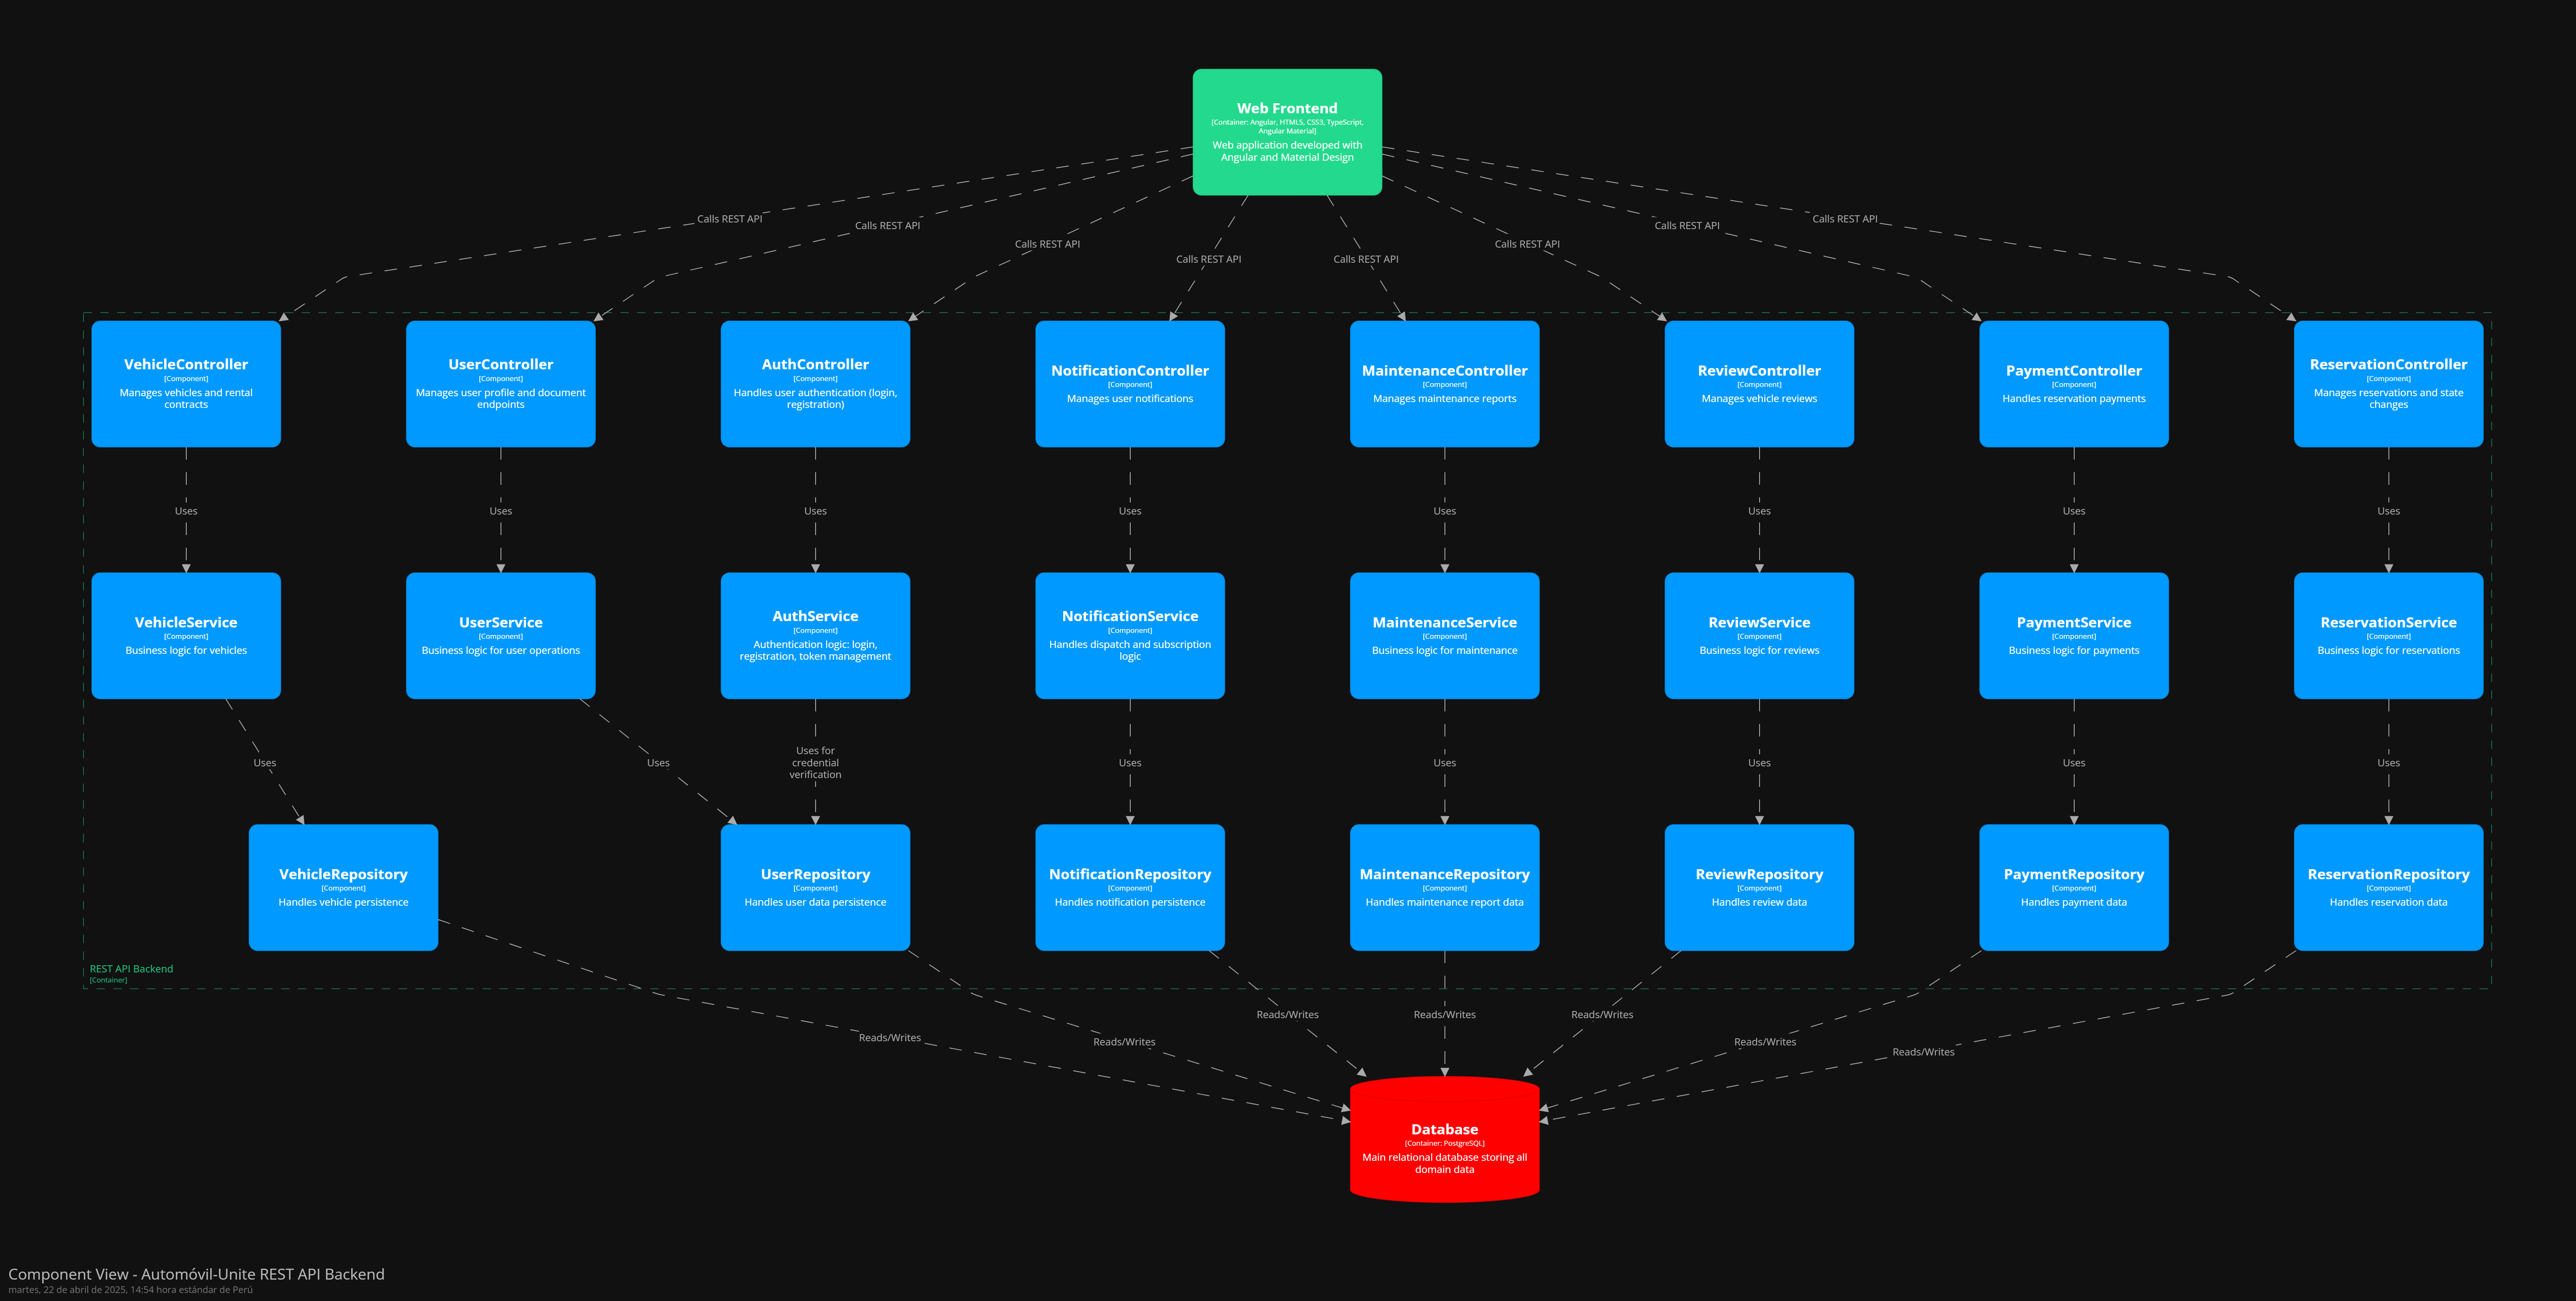 Web Frontend
[Container: Angular, HTML5, CSS3, TypeScript,
Angular Material]
Web application developed with
Angular and Material Design
Calls REST API
Calls REST API
Calls REST API
Calls REST API
Calls REST API
Calls REST API
Calls REST API
Calls REST API
VehicleController
[Component]
Manages vehicles and rental
contracts
UserController
[Component]
Manages user profile and document
endpoints
AuthController
[Component]
Handles user authentication (login,
registration)
NotificationController
[Component]
Manages user notifications
MaintenanceController
[Component]
Manages maintenance reports
ReviewController
[Component]
Manages vehicle reviews
PaymentController
[Component]
Handles reservation payments
ReservationController
[Component]
Manages reservations and state
changes
Uses
Uses
Uses
Uses
Uses
Uses
Uses
Uses
VehicleService
[Component]
Business logic for vehicles
UserService
[Component]
Business logic for user operations
AuthService
[Component]
Authentication logic: login,
registration, token management
NotificationService
[Component]
Handles dispatch and subscription
logic
MaintenanceService
[Component]
Business logic for maintenance
ReviewService
[Component]
Business logic for reviews
PaymentService
[Component]
Business logic for payments
ReservationService
[Component]
Business logic for reservations
Uses
Uses
Uses for
credential
verification
Uses
Uses
Uses
Uses
Uses
VehicleRepository
[Component]
Handles vehicle persistence
UserRepository
[Component]
Handles user data persistence
NotificationRepository
[Component]
Handles notification persistence
MaintenanceRepository
[Component]
Handles maintenance report data
ReviewRepository
[Component]
Handles review data
PaymentRepository
[Component]
Handles payment data
ReservationRepository
[Component]
Handles reservation data
REST API Backend
[Container]
Reads/Writes
Reads/Writes
Reads/Writes
Reads/Writes
Reads/Writes
Reads/Writes
Reads/Writes
Database
[Container: PostgreSQL]
Main relational database storing all
domain data
Component View - Automóvil-Unite REST API Backend
martes, 22 de abril de 2025, 14:54 hora estándar de Perú